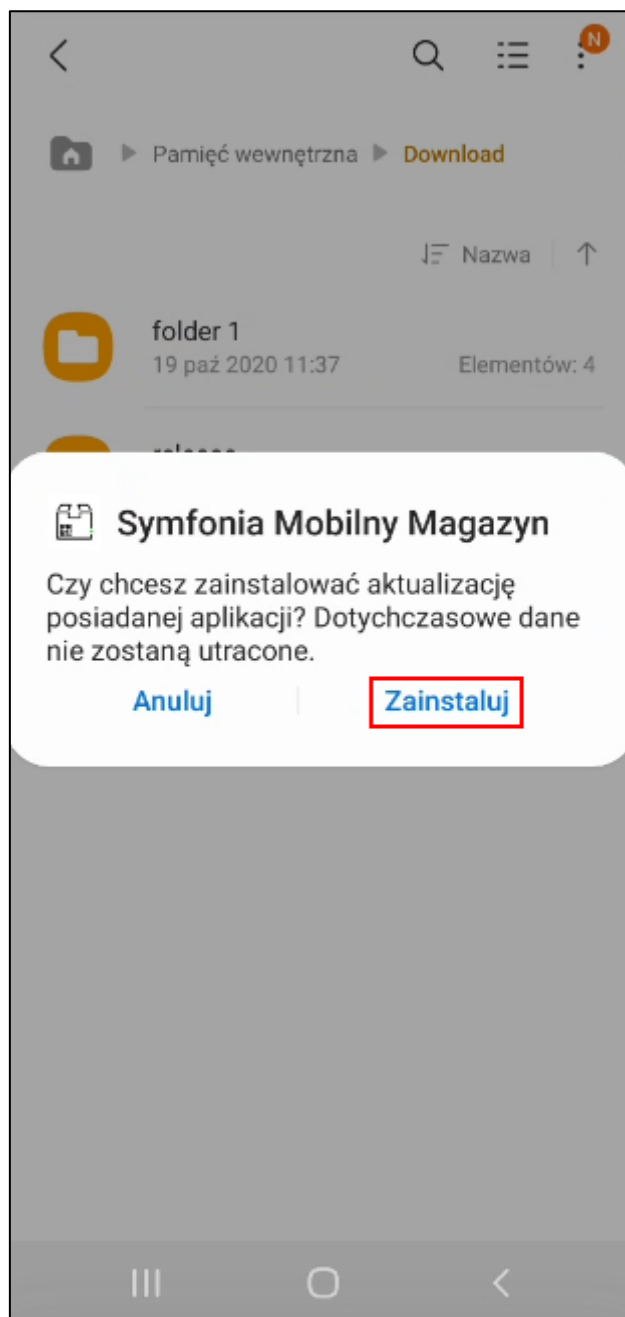 N
Pamięć wewnętrzna Download
Nazwa
folder 1
19 paź 2020 11:37 Elementów: 4
Symfonia Mobilny Magazyn
Czy chcesz zainstalować aktualizację
posiadanej aplikacji? Dotychczasowe dane
nie zostaną utracone.
Anuluj Zainstaluj